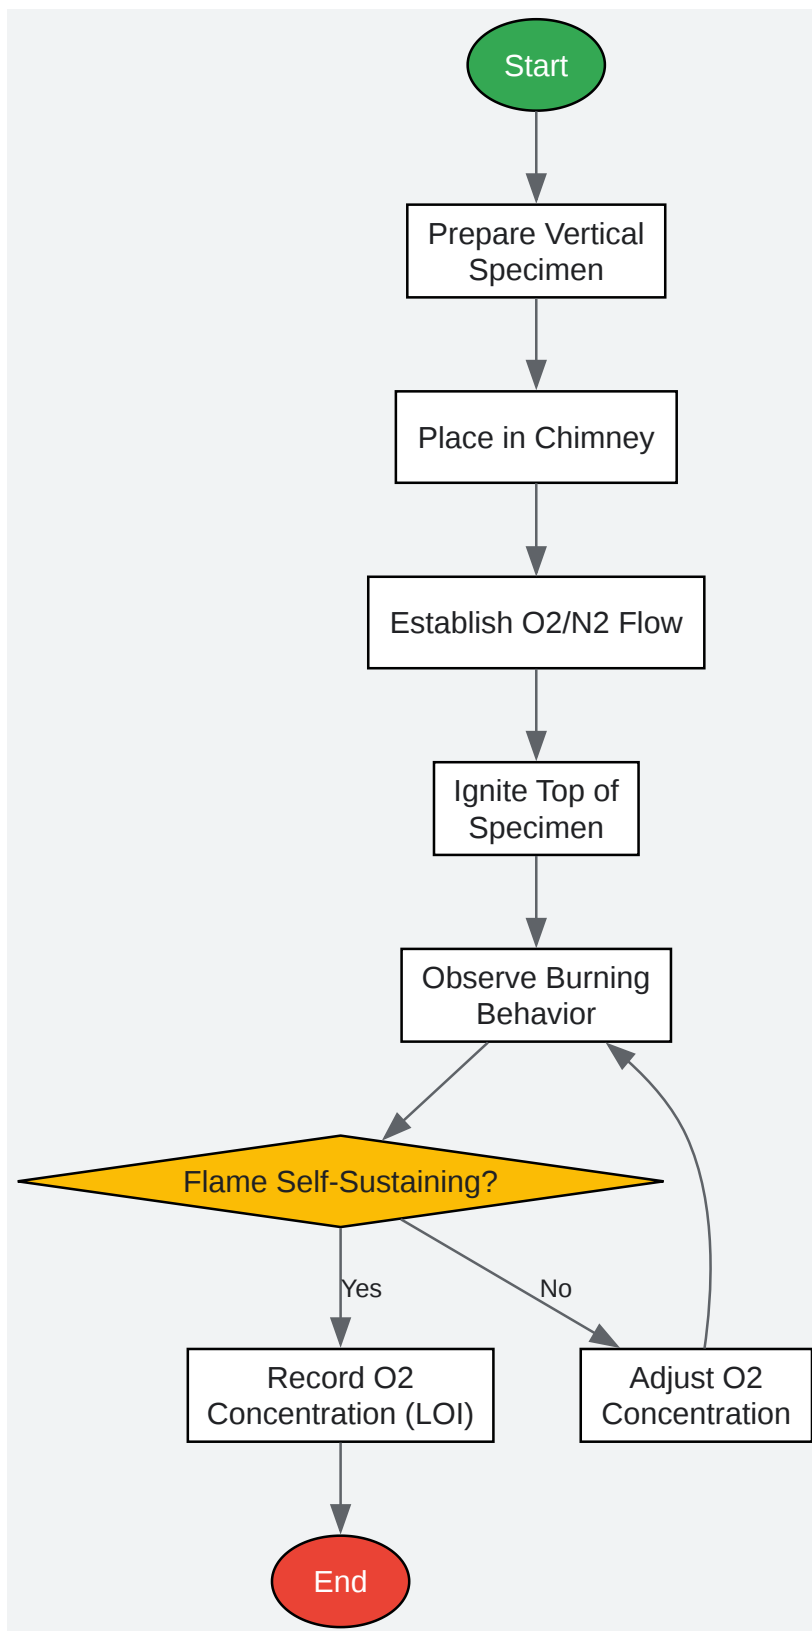 Start
Prepare Vertical
Specimen
Place in Chimney
Establish O2/N2 Flow
Ignite Top of
Specimen
Observe Burning
Behavior
Flame Self-Sustaining?
Yes
No
Record O2
Concentration (LOI)
Adjust O2
Concentration
End